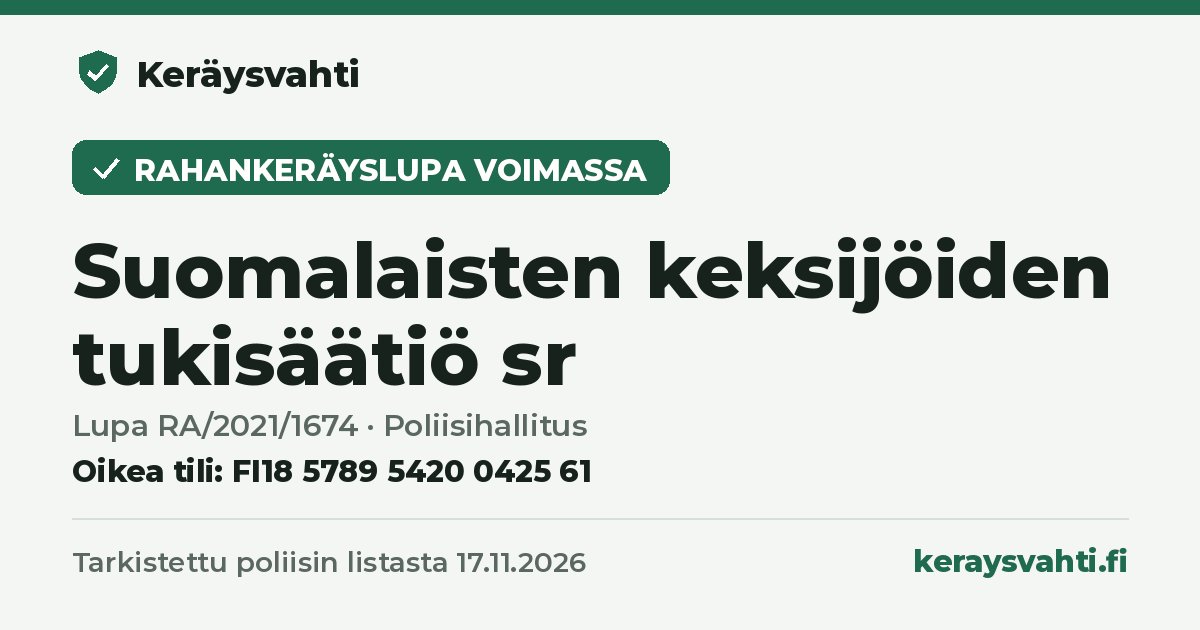 Keräysvahti
RAHANKERÄYSLUPA VOIMASSA
Suomalaisten keksijöiden
tukisäätiö sr
Lupa RA/2021/1674 · Poliisihallitus
Oikea tili: FI18 5789 5420 0425 61
Tarkistettu poliisin listasta 17.11.2026
keraysvahti.fi